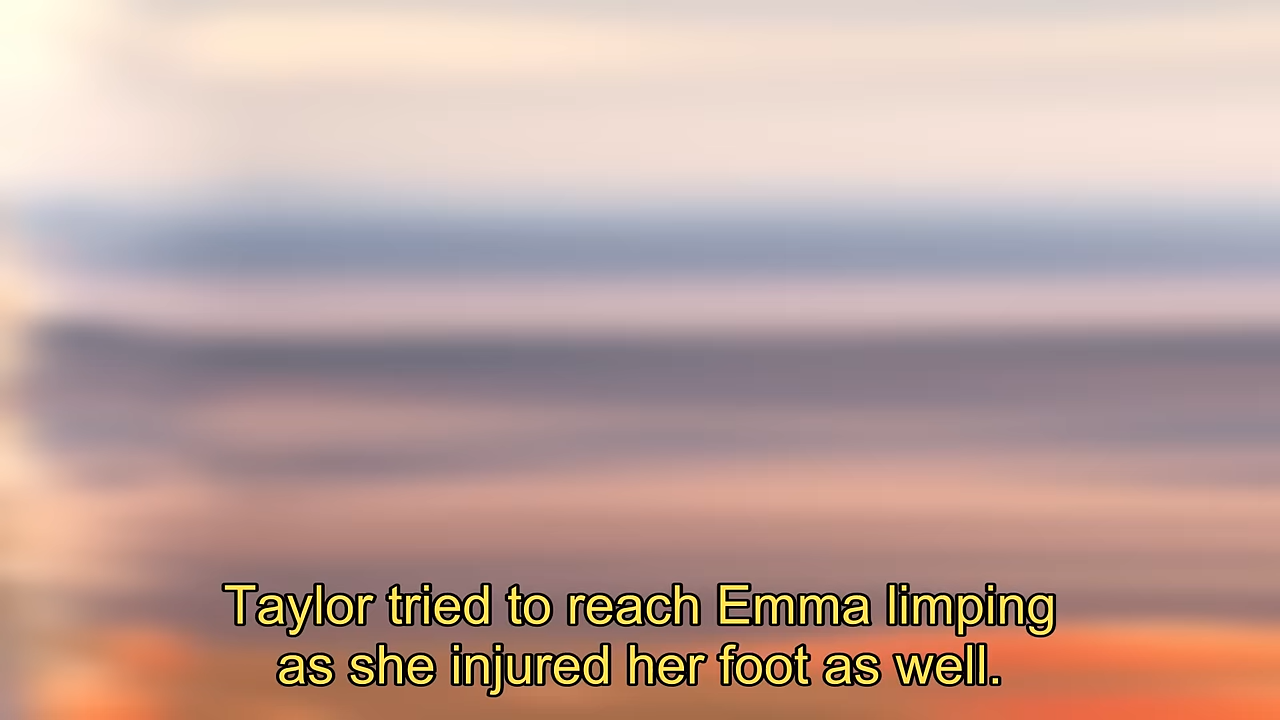 Taylor tried to reach Emma limping
as she injured her foot as well.